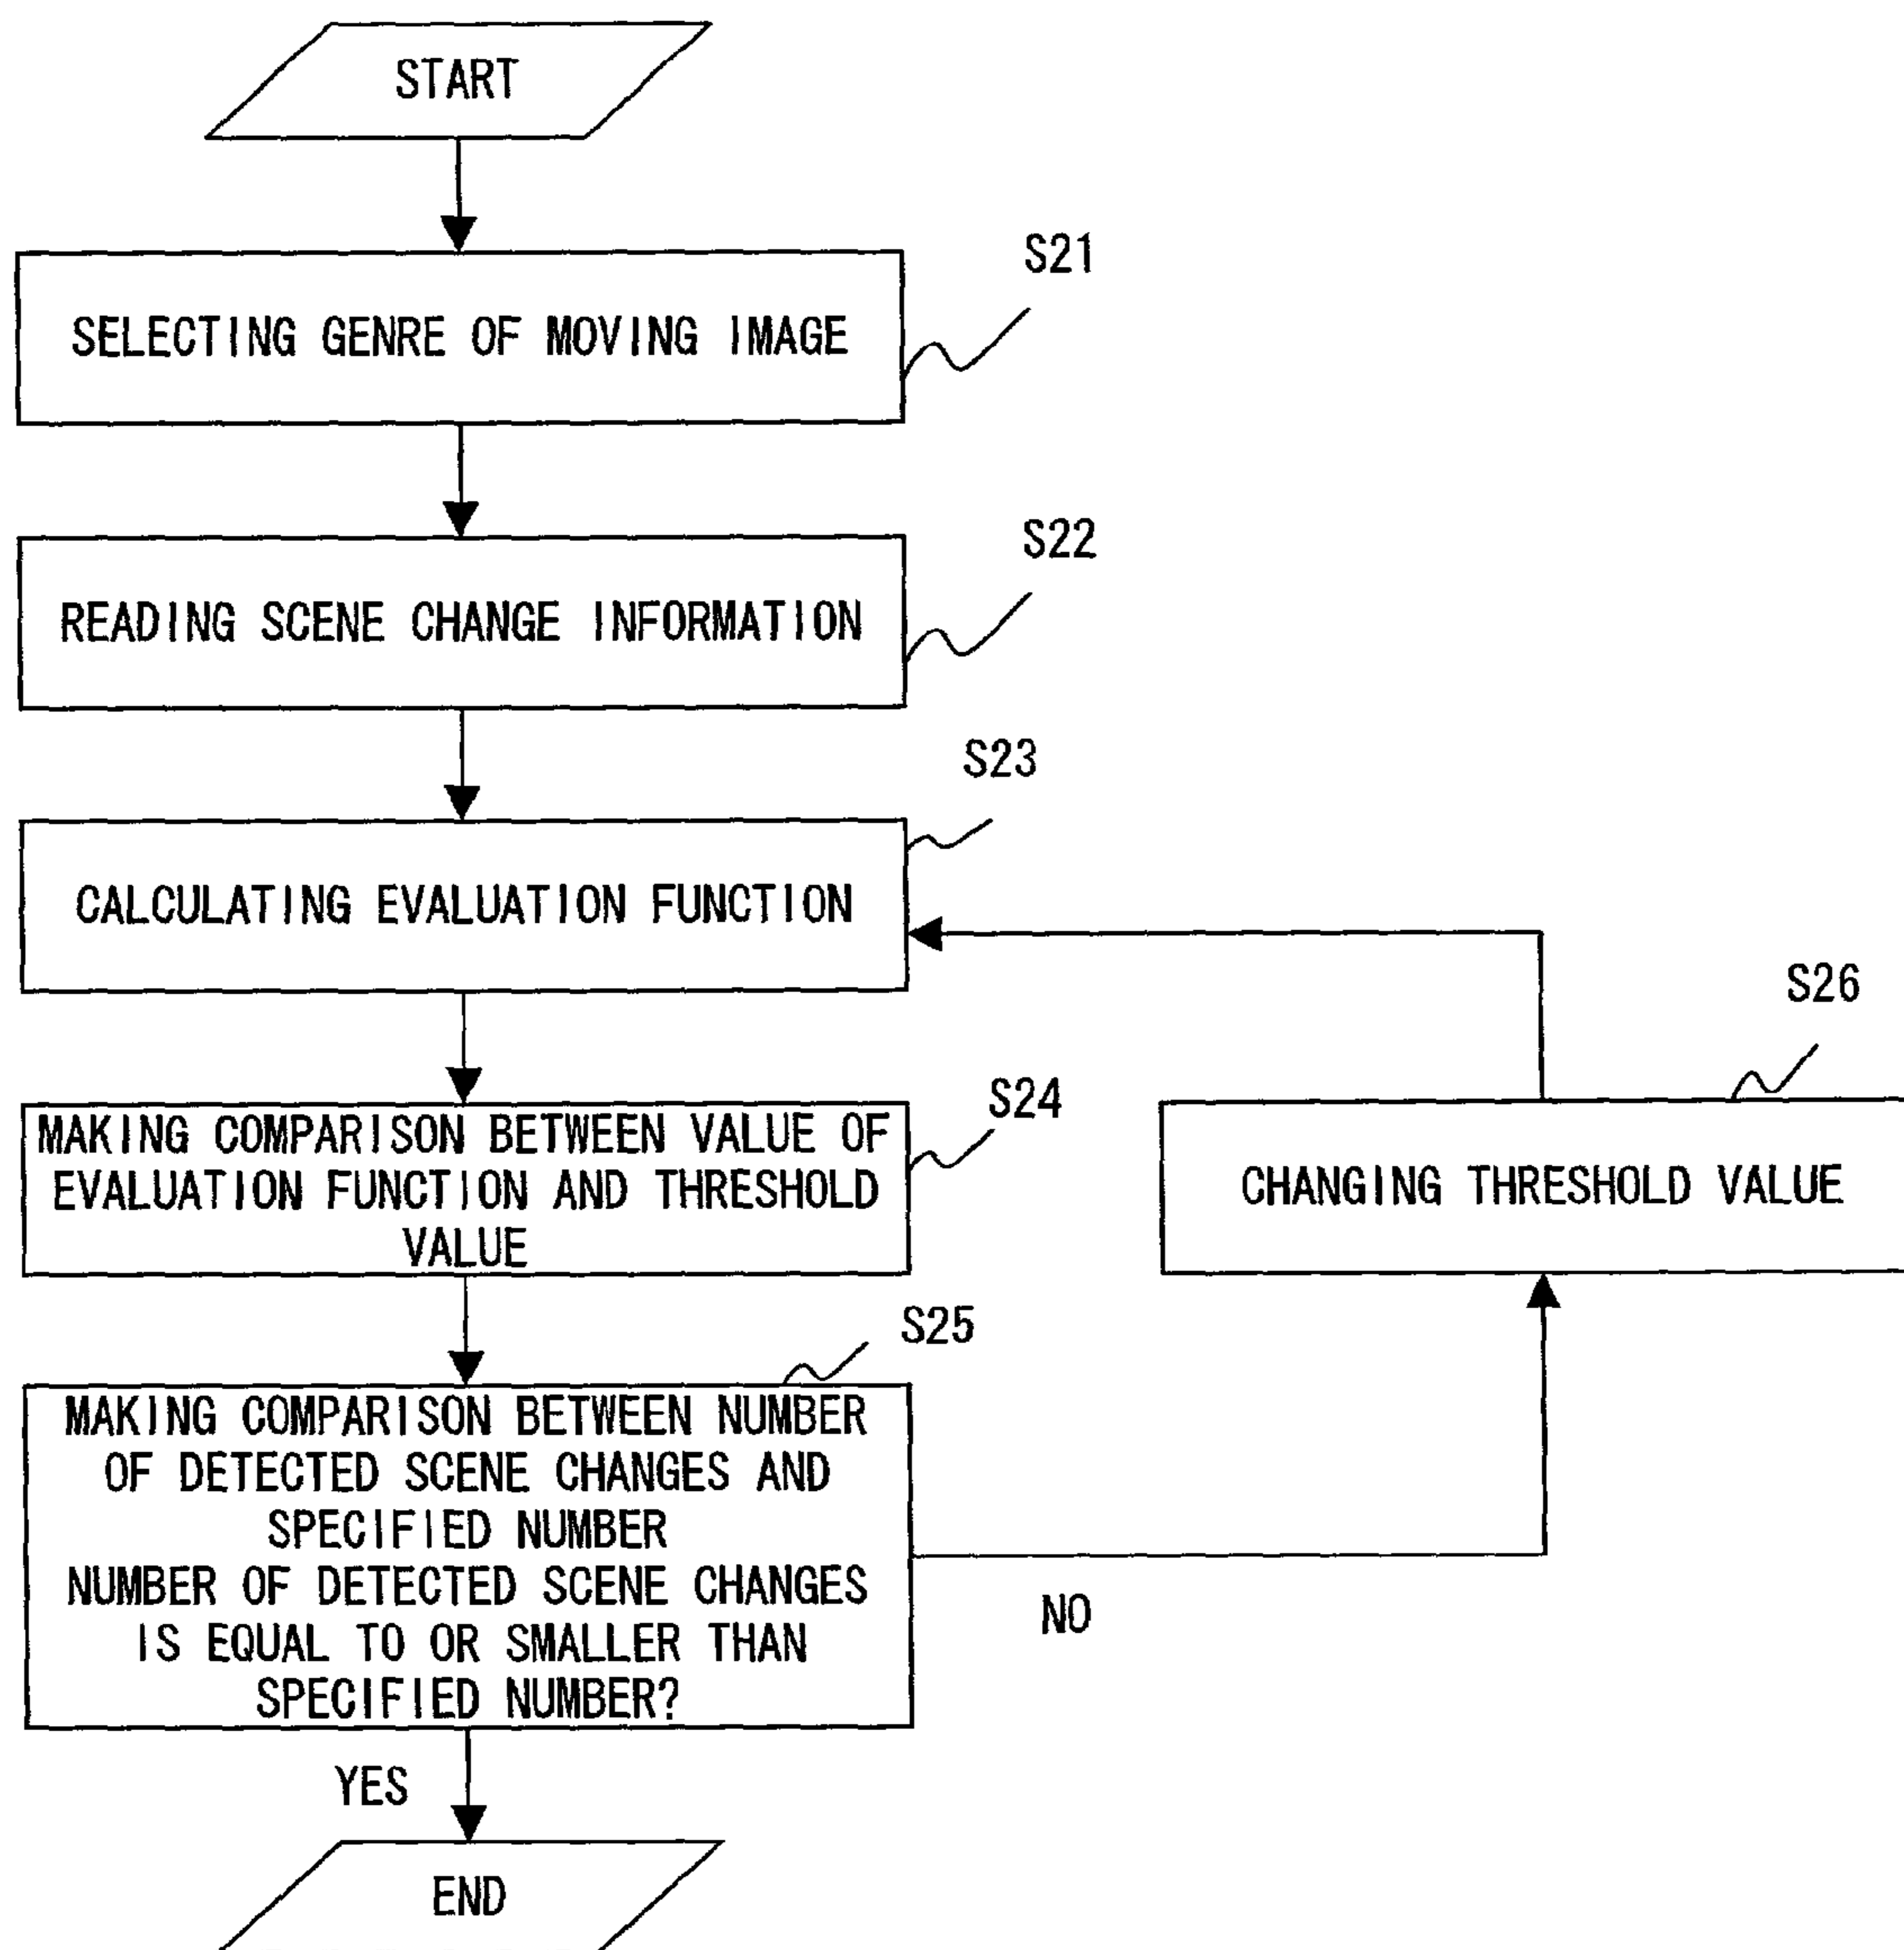 START
S21
SELECTING GENRE OF MOVING IMAGE
S22
READING SCENE CHANGE INFORMATION
S23
CALCULATING EVALUATION FUNCTION
S24
MAKING COMPARISON BETWEEN VALUE OF
EVALUATION FUNCTION AND THRESHOLD
VALUE
S25
MAKING COMPARISON BETWEEN NUMBER
OF DETECTED SCENE CHANGES AND
SPECIFIED NUMBER
NUMBER OF DETECTED SCENE CHANGES
IS EQUAL TO OR SMALLER THAN
SPECIFIED NUMBER?
NO
S26
CHANGING THRESHOLD VALUE
YES
END